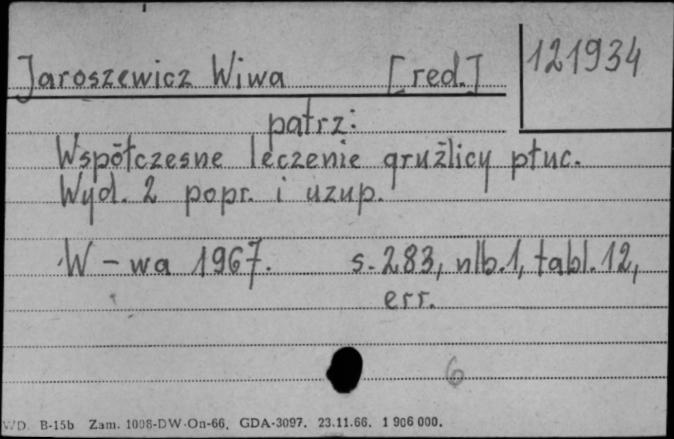 Jaroszewicz Wiwa [red.] 121934
patrz:
Współczesne leczenie gruźlicy płuc.
Wyd. 2 popr. i uzup.
W-wa 1967. s. 283, nlb. 1, tabl. 12,
err.
6
WD. B-15b Zam. 1008-DW-On-66. GDA-3097. 23.11.66. 1 906 000.